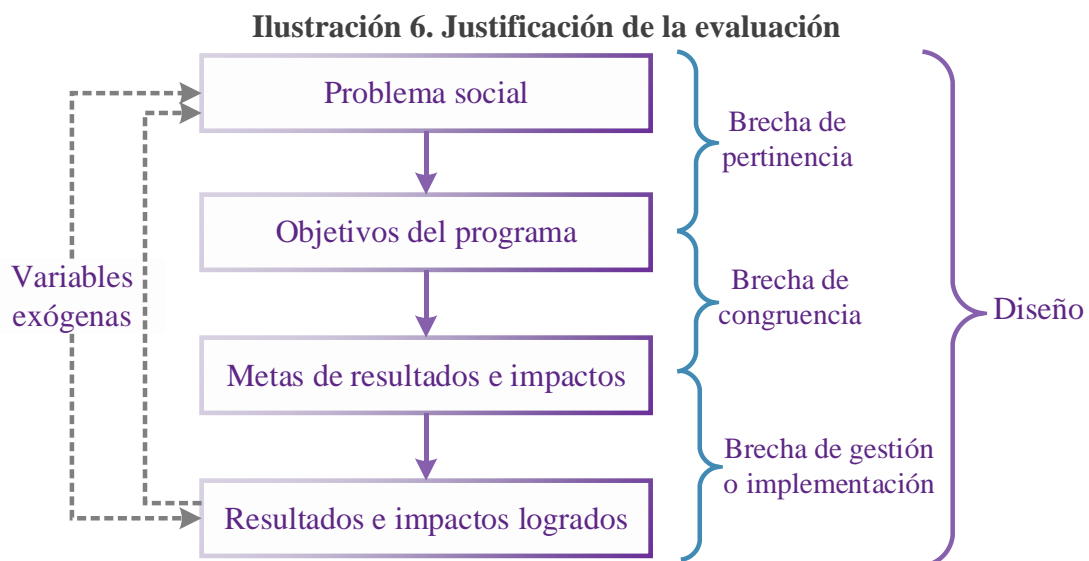 Ilustración 6. Justificación de la evaluación
Problema social
Brecha de
pertinencia
Objetivos del programa
Variables
exógenas
Brecha de
congruencia
Diseño
Metas de resultados e impactos
Brecha de gestión
o implementación
Resultados e impactos logrados